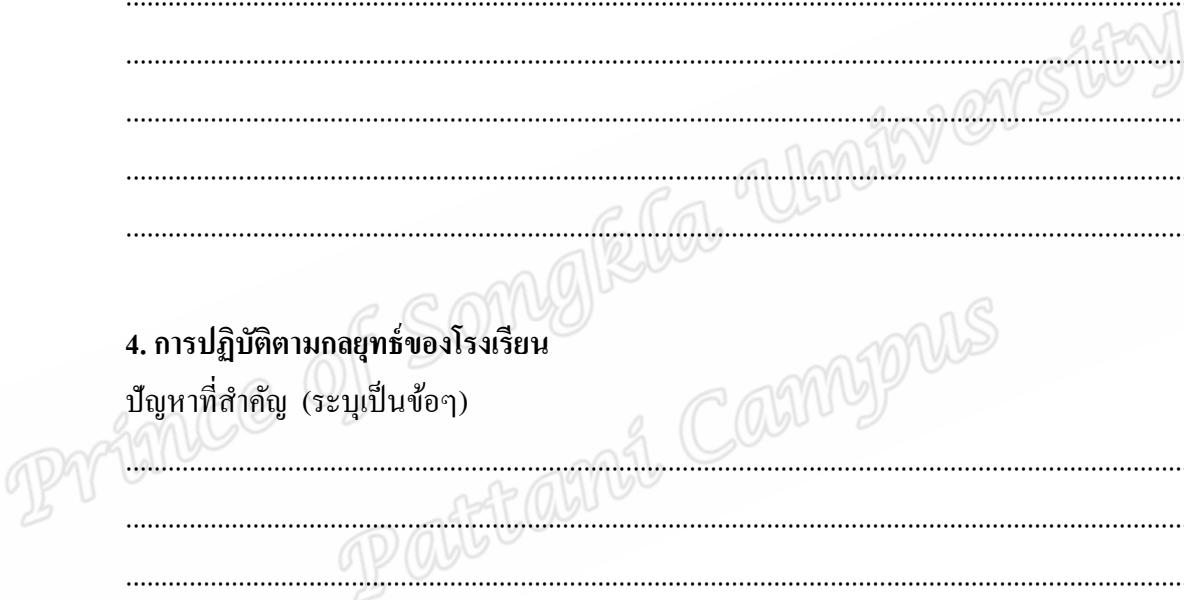 ................................................................................................................................................
................................................................................................................................................
................................................................................................................................................
................................................................................................................................................
................................................................................................................................................
4. การปฏิบัติตามกลยุทธ์ของโรงเรียน
ปัญหาที่สำคัญ (ระบุเป็นข้อๆ)
................................................................................................................................................
................................................................................................................................................
................................................................................................................................................
Prince of Songkla University
Pattani Campus